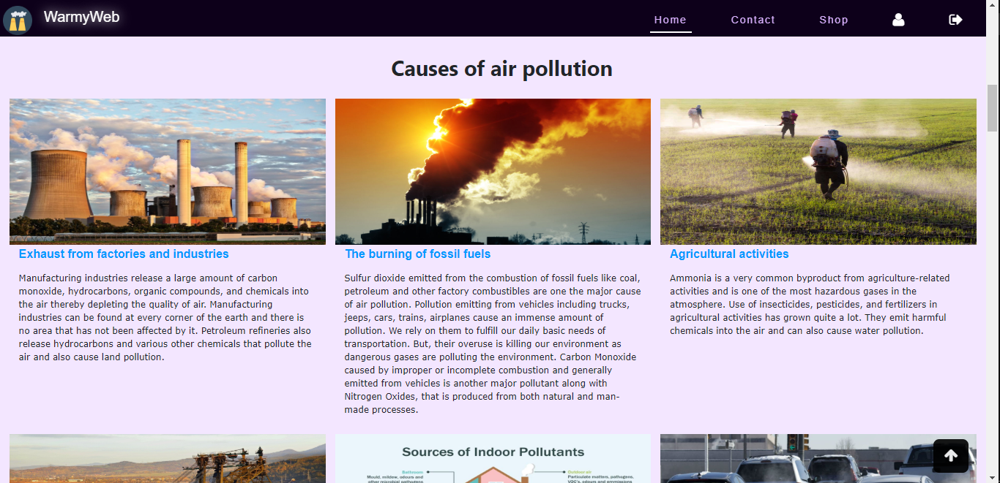 WarmyWeb
Home
Contact
Shop
Causes of air pollution
Exhaust from factories and industries
Manufacturing industries release a large amount of carbon
monoxide, hydrocarbons, organic compounds, and chemicals into
the air thereby depleting the quality of air. Manufacturing
industries can be found at every corner of the earth and there is
no area that has not been affected by it. Petroleum refineries also
release hydrocarbons and various other chemicals that pollute the
air and also cause land pollution.
The burning of fossil fuels
Sulfur dioxide emitted from the combustion of fossil fuels like coal,
petroleum and other factory combustibles are one the major cause
of air pollution. Pollution emitting from vehicles including trucks,
jeeps, cars, trains, airplanes cause an immense amount of
pollution. We rely on them to fulfill our daily basic needs of
transportation. But, their overuse is killing our environment as
dangerous gases are polluting the environment. Carbon Monoxide
caused by improper or incomplete combustion and generally
emitted from vehicles is another major pollutant along with
Nitrogen Oxides, that is produced from both natural and man-
made processes.
Agricultural activities
Ammonia is a very common byproduct from agriculture-related
activities and is one of the most hazardous gases in the
atmosphere. Use of insecticides, pesticides, and fertilizers in
agricultural activities has grown quite a lot. They emit harmful
chemicals into the air and can also cause water pollution.
Sources of Indoor Pollutants
Bathroom
Mould, mildew, odours and
other microbial pathogens
Outdoor air
Particulate matters, pathogens,
VOC's, odours and emmissions